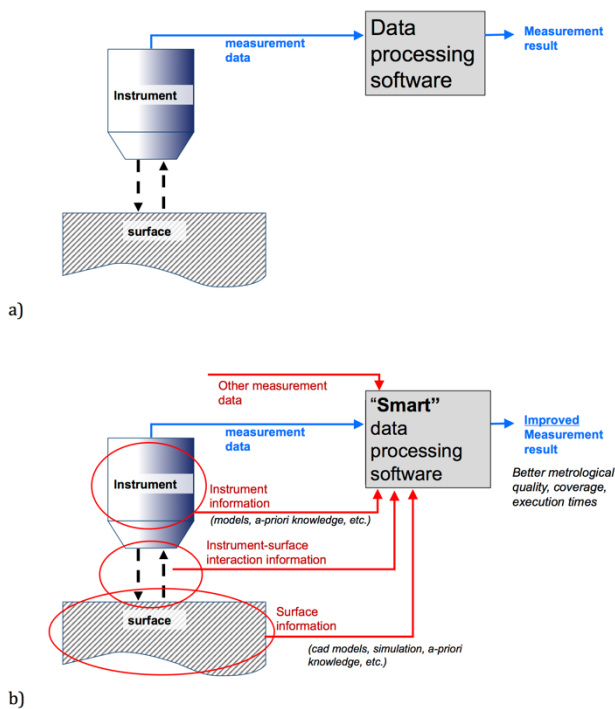 Data
processing
software
measurement
data
Measurement
result
Instrument
surface
a)
Other measurement
data
measurement
data
“Smart”
data
processing
software
Improved
Measurement
result
Better metrological
quality, coverage,
execution times
Instrument
Instrument
information
(models, a-priori knowledge, etc.)
Instrument-surface
interaction information
surface
Surface
information
(cad models, simulation, a-priori
knowledge, etc.)
b)